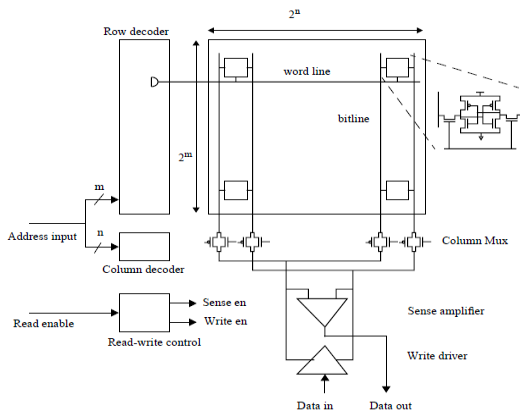 2ⁿ
Row decoder
word line
bitline
2ᵐ
m
Address input
n
Column decoder
Column Mux
Sense en
Read enable
Write en
Read-write control
Sense amplifier
Write driver
Data in
Data out